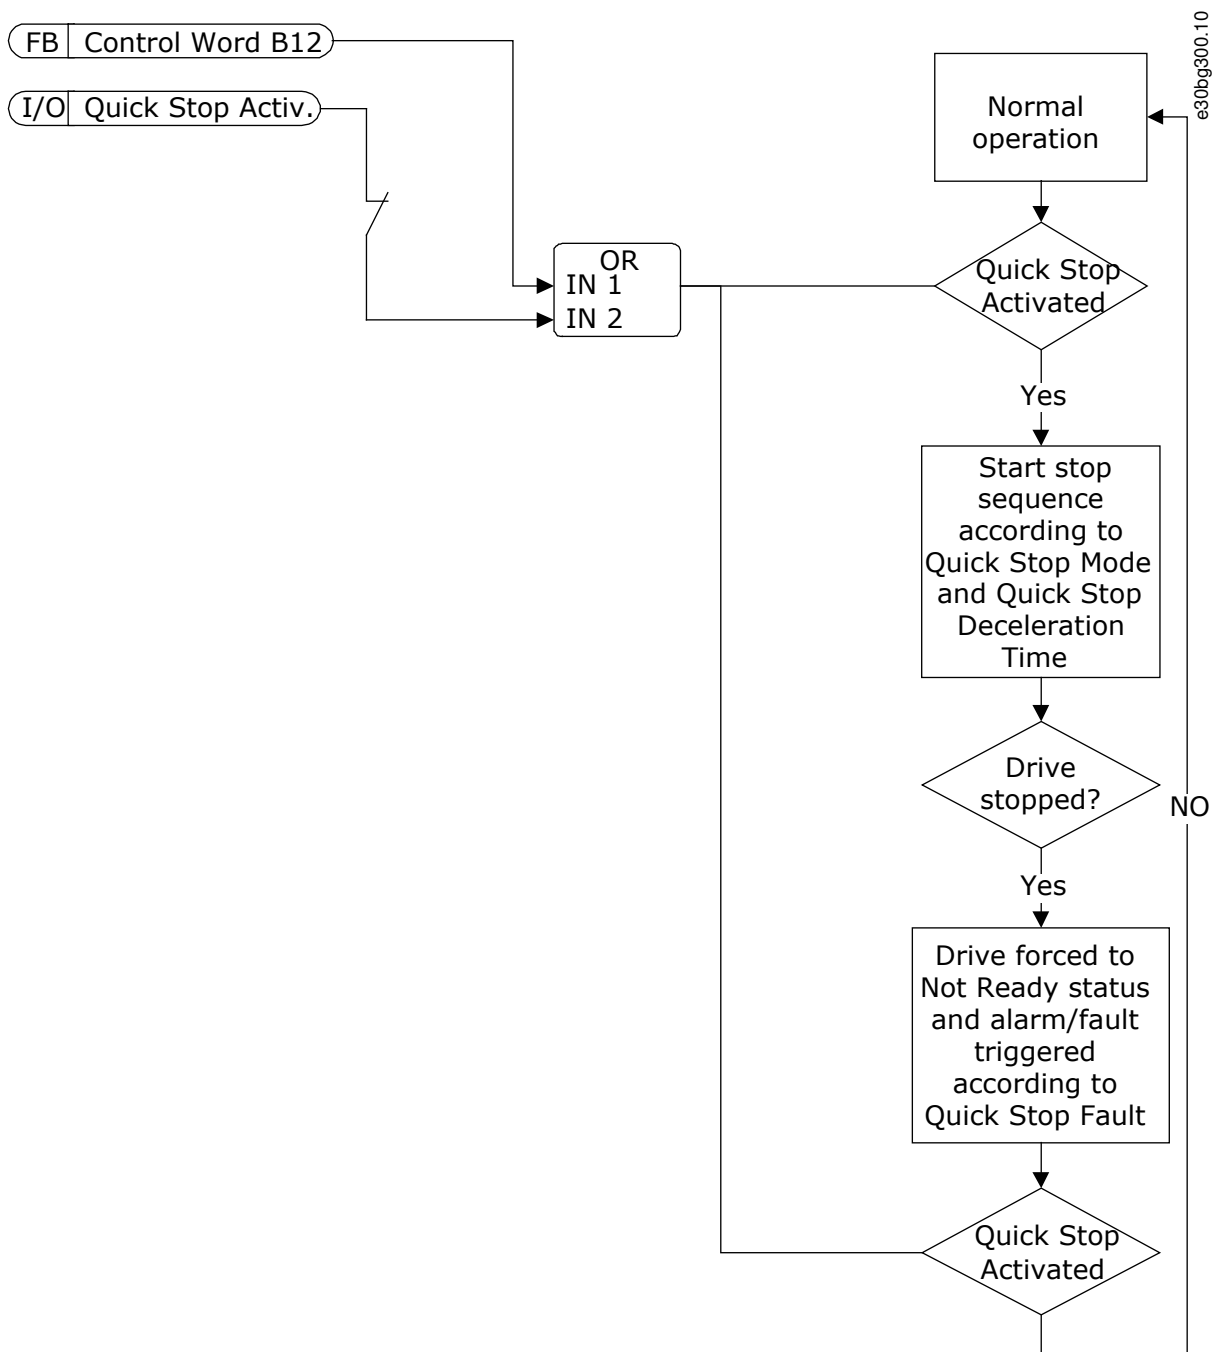 FB Control Word B12
I/O Quick Stop Activ.
OR
IN 1
IN 2
e30bg300.10
Normal
operation
Quick Stop
Activated
Yes
Start stop
sequence
according to
Quick Stop Mode
and Quick Stop
Deceleration
Time
Drive
stopped?
NO
Yes
Drive forced to
Not Ready status
and alarm/fault
triggered
according to
Quick Stop Fault
Quick Stop
Activated